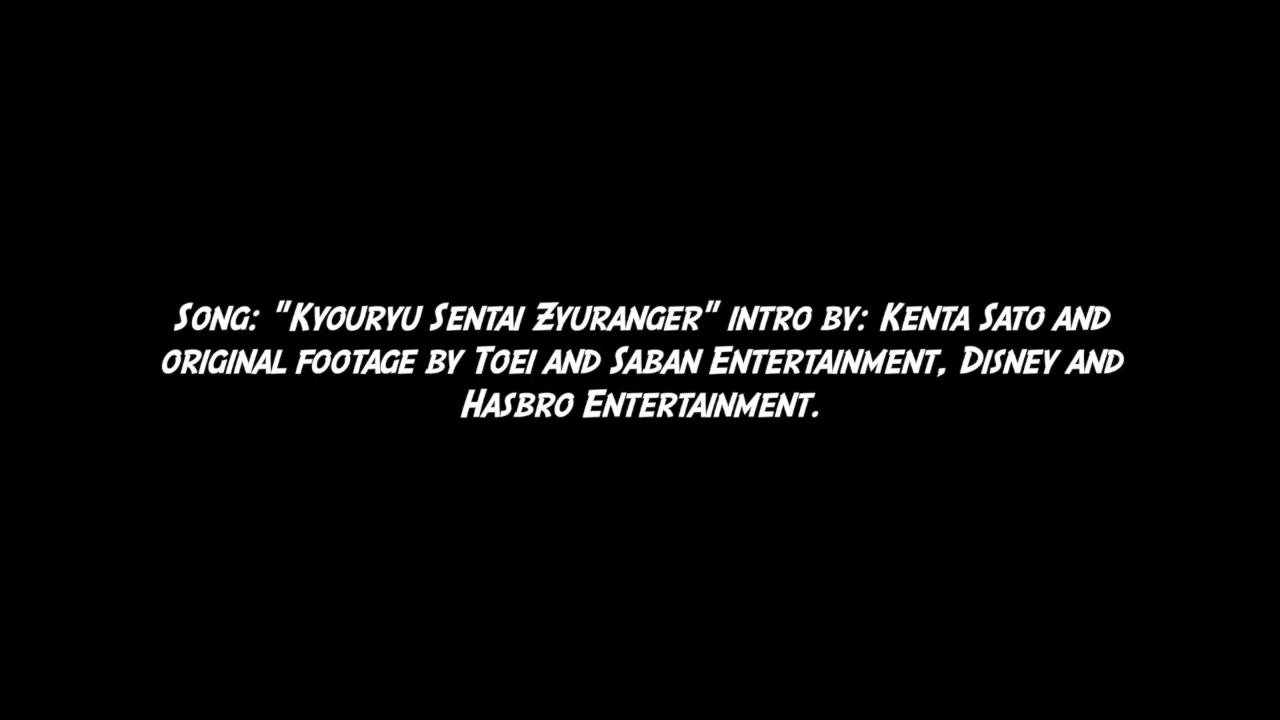 Song: "Kyouryu Sentai Zyuranger" intro by: Kenta Sato and
original footage by Toei and Saban Entertainment, Disney and
Hasbro Entertainment.